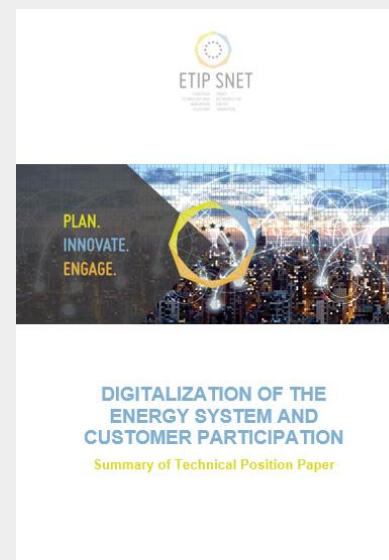 ETIP SNET
PLAN.
INNOVATE.
ENGAGE.
DIGITALIZATION OF THE
ENERGY SYSTEM AND
CUSTOMER PARTICIPATION
Summary of Technical Position Paper